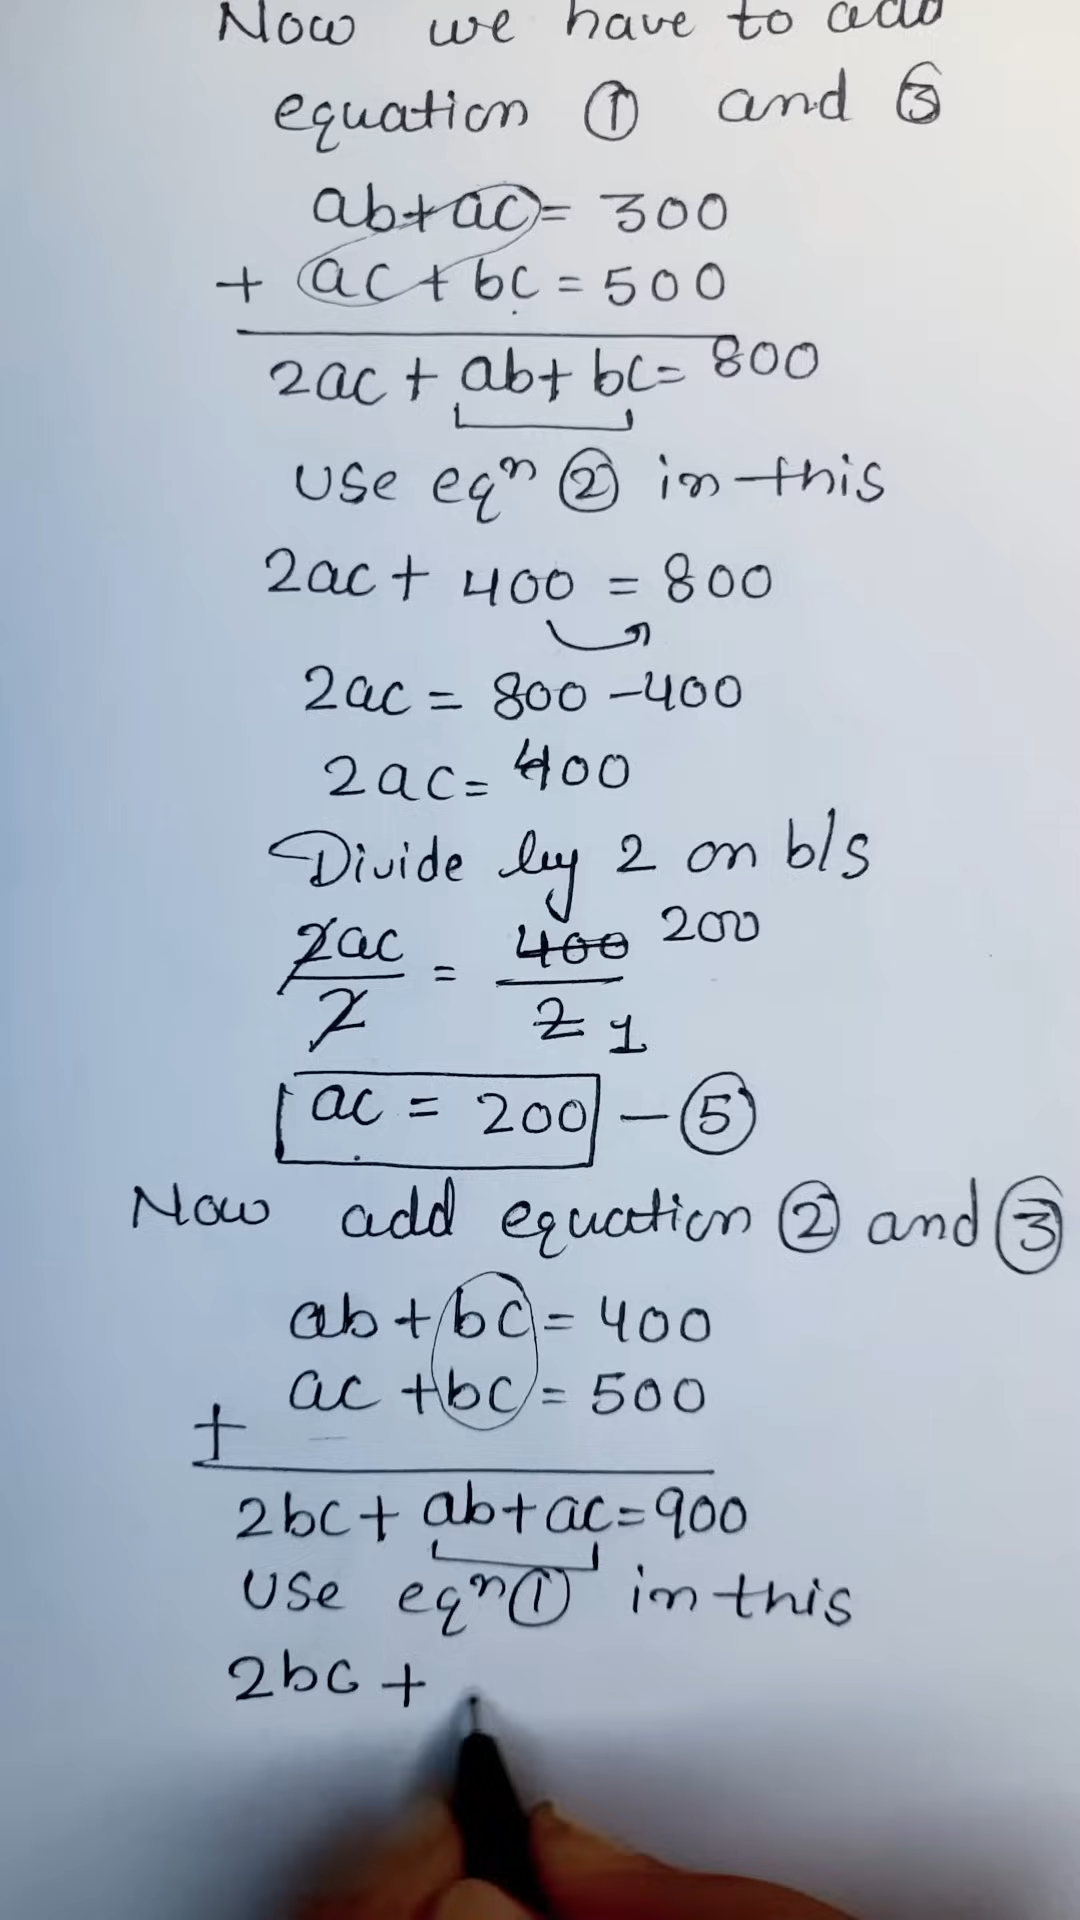 Now we have to add
equation ① and ③
ab+ac = 300
+ ac + bc = 500
2ac + ab + bc = 800
use eqⁿ ② in this
2ac + 400 = 800
2ac = 800 - 400
2ac = 400
Divide by 2 on b/s
2ac/2 = 400/2 200 1
ac = 200 - ⑤
Now add equation ② and ③
ab + bc = 400
ac + bc = 500
+
2bc + ab + ac = 900
use eqⁿ ① in this
2bc +